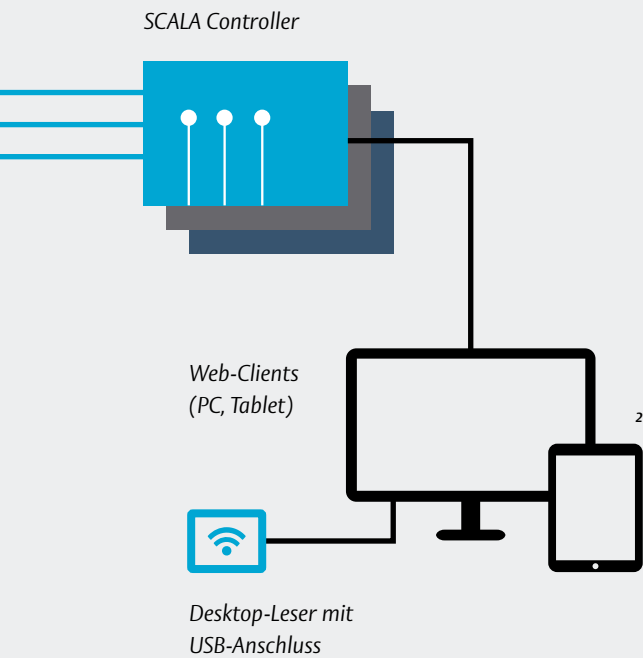 SCALA Controller
Web-Clients
(PC, Tablet)
2
Desktop-Leser mit
USB-Anschluss